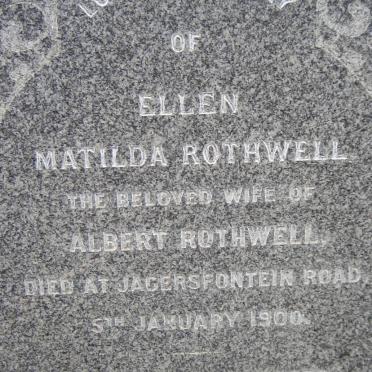 OF
ELLEN
MATILDA ROTHWELL
THE BELOVED WIFE OF
ALBERT ROTHWELL,
DIED AT JAGERSFONTEIN ROAD
5TH JANUARY 1900.